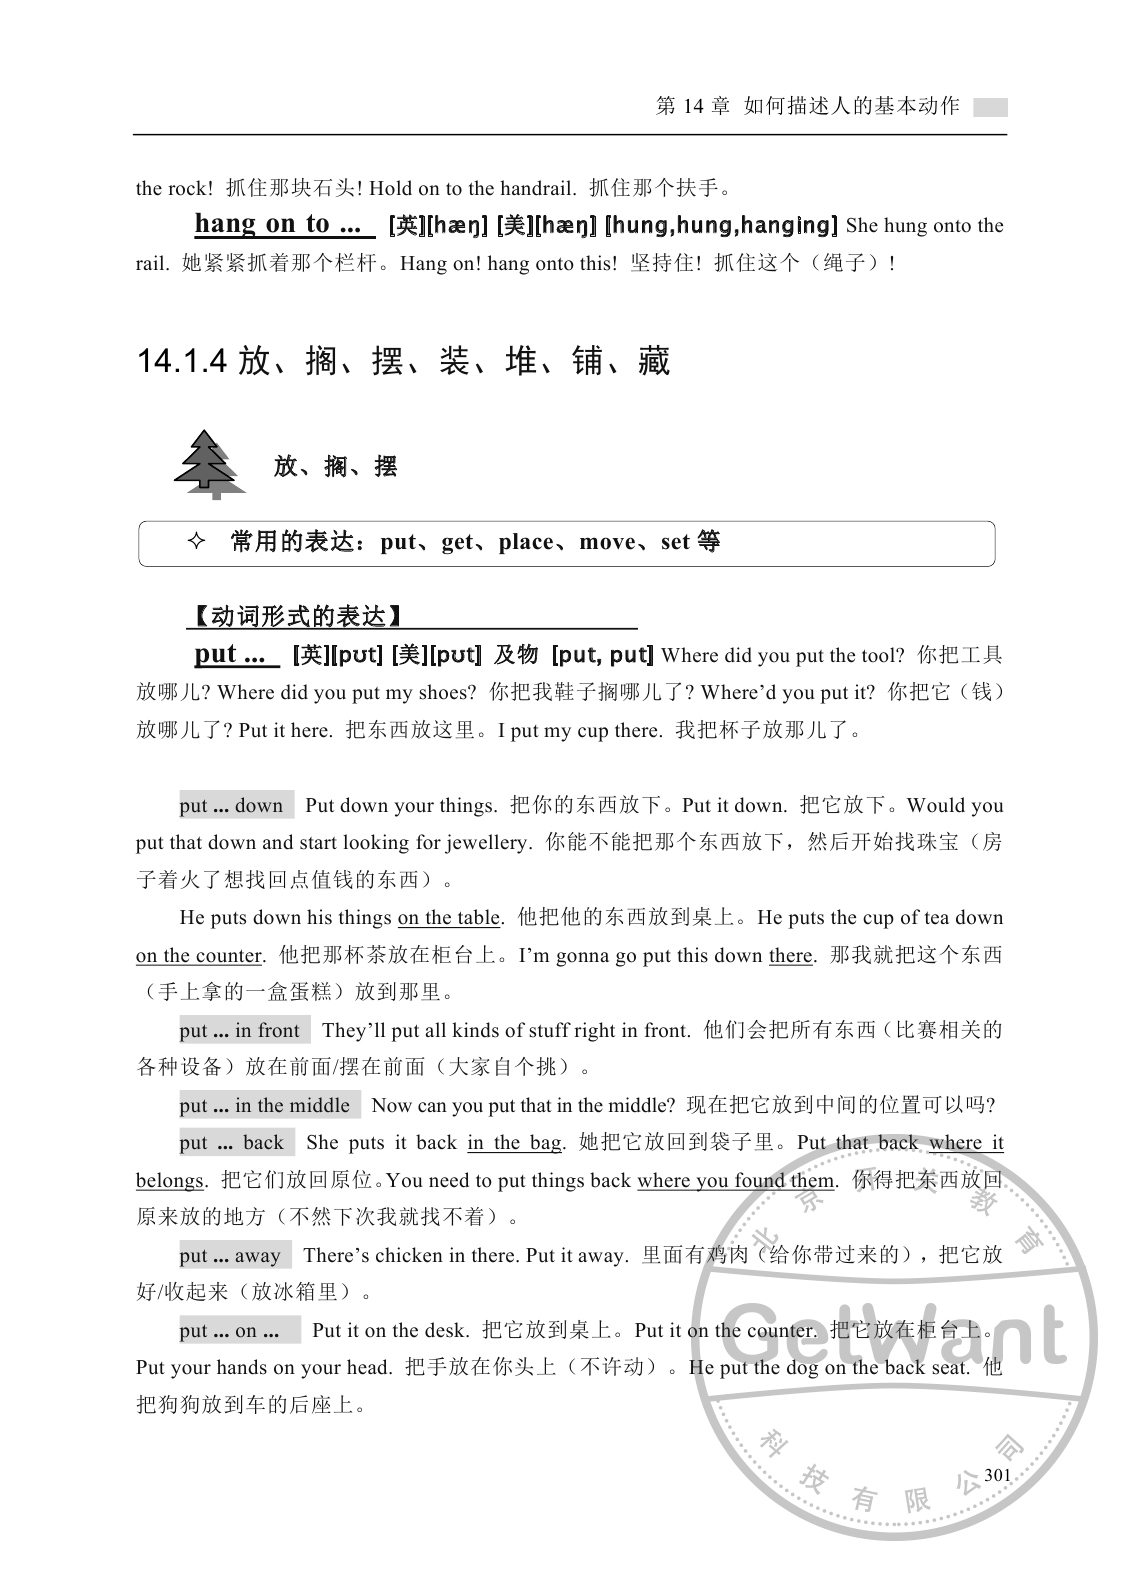 第 14 章 如何描述人的基本动作
the rock! 抓住那块石头! Hold on to the handrail. 抓住那个扶手。
hang on to ... [英][hæŋ] [美][hæŋ] [hung,hung,hanging] She hung onto the
rail. 她紧紧抓着那个栏杆。Hang on! hang onto this! 坚持住! 抓住这个（绳子）!
14.1.4 放、搁、摆、装、堆、铺、藏
放、搁、摆
✧ 常用的表达：put、get、place、move、set 等
【动词形式的表达】
put ... [英][pʊt] [美][pʊt] 及物 [put, put] Where did you put the tool? 你把工具
放哪儿? Where did you put my shoes? 你把我鞋子搁哪儿了? Where’d you put it? 你把它（钱）
放哪儿了? Put it here. 把东西放这里。I put my cup there. 我把杯子放那儿了。
put ... down Put down your things. 把你的东西放下。Put it down. 把它放下。Would you
put that down and start looking for jewellery. 你能不能把那个东西放下，然后开始找珠宝（房
子着火了想找回点值钱的东西）。
He puts down his things on the table. 他把他的东西放到桌上。He puts the cup of tea down
on the counter. 他把那杯茶放在柜台上。I’m gonna go put this down there. 那我就把这个东西
（手上拿的一盒蛋糕）放到那里。
put ... in front They’ll put all kinds of stuff right in front. 他们会把所有东西（比赛相关的
各种设备）放在前面/摆在前面（大家自个挑）。
put ... in the middle Now can you put that in the middle? 现在把它放到中间的位置可以吗?
put ... back She puts it back in the bag. 她把它放回到袋子里。Put that back where it
belongs. 把它们放回原位。You need to put things back where you found them. 你得把东西放回
原来放的地方（不然下次我就找不着）。
put ... away There’s chicken in there. Put it away. 里面有鸡肉（给你带过来的），把它放
好/收起来（放冰箱里）。
put ... on ... Put it on the desk. 把它放到桌上。Put it on the counter. 把它放在柜台上。
Put your hands on your head. 把手放在你头上（不许动）。He put the dog on the back seat. 他
把狗狗放到车的后座上。
301
GetWant
科技有限公司